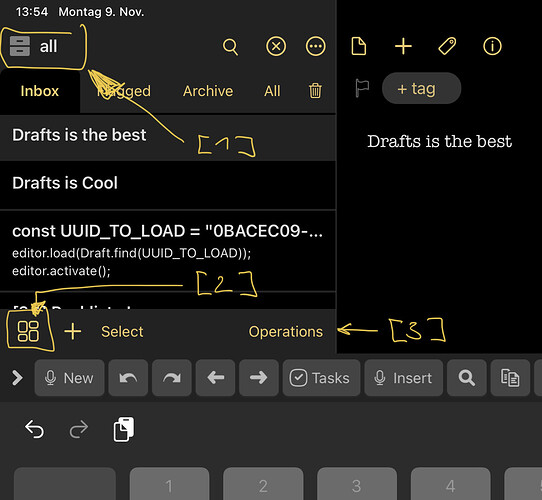 13:54 Montag 9. Nov.
all
Inbox Flagged Archive All
+ tag
Drafts is the best
[1]
Drafts is the best
Drafts is Cool
const UUID_TO_LOAD = "0BACEC09-...
editor.load(Draft.find(UUID_TO_LOAD));
editor.activate();
[2]
Select Operations
[3]
New Tasks Insert
1 2 3 4